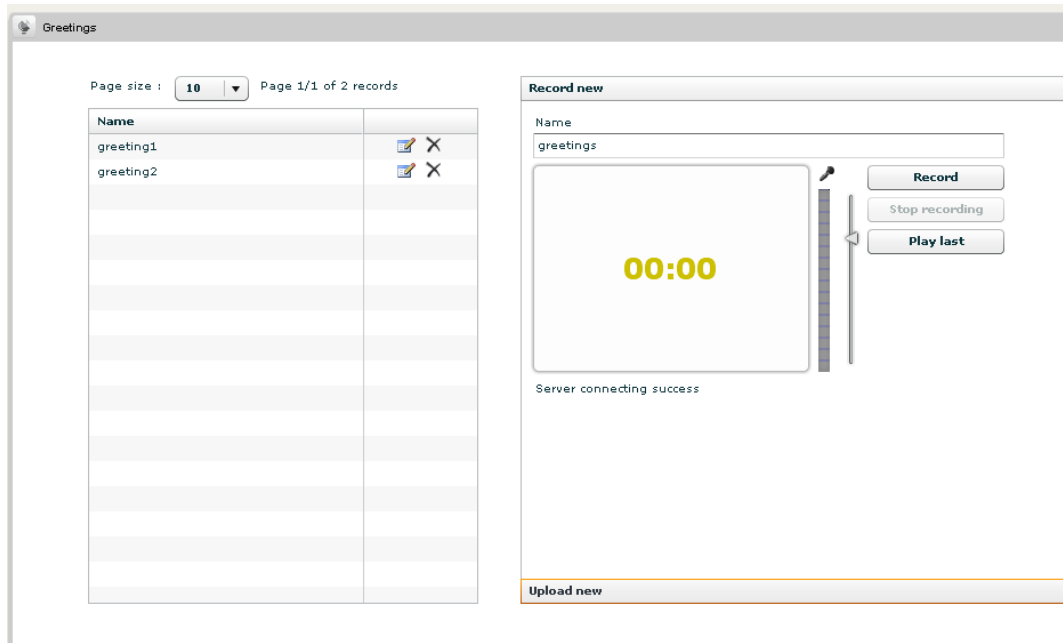 Greetings
Page size :
10
Page 1/1 of 2 records
Name
greeting1
greeting2
Record new
Name
greetings
Record
Stop recording
Play last
00:00
Server connecting success
Upload new